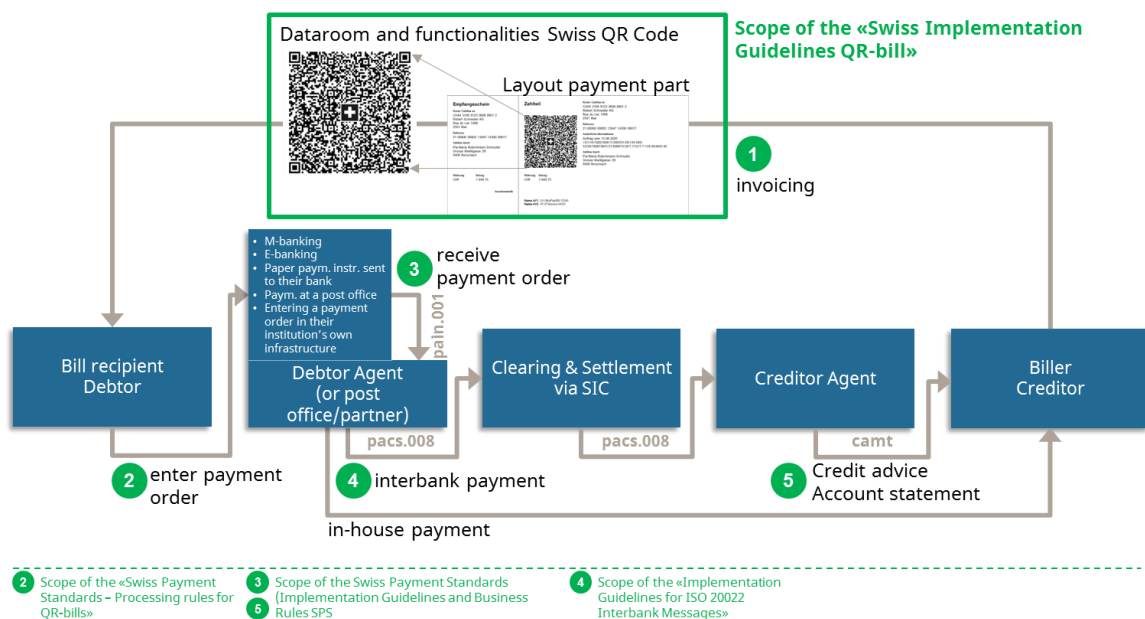 Dataroom and functionalities Swiss QR Code
Scope of the «Swiss Implementation
Guidelines QR-bill»
Layout payment part
Empfangsschein
Zahlteil
1
invoicing
• M-banking
• E-banking
• Paper paym. instr. sent
to their bank
• Paym. at a post office
• Entering a payment
order in their
institution's own
infrastructure
3
receive
payment order
pain.001
Bill recipient
Debtor
Debtor Agent
(or post
office/partner)
Clearing & Settlement
via SIC
Creditor Agent
Biller
Creditor
pacs.008
pacs.008
camt
2
enter payment
order
4
interbank payment
5
Credit advice
Account statement
in-house payment
2
Scope of the «Swiss Payment
Standards – Processing rules for
QR-bills»
3
5
Scope of the Swiss Payment Standards
(Implementation Guidelines and Business
Rules SPS
4
Scope of the «Implementation
Guidelines for ISO 20022
Interbank Messages»